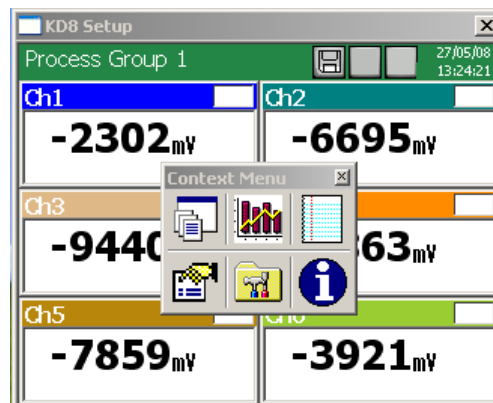 KD8 Setup
Process Group 1
27/05/08
13:24:21
Ch1
Ch2
-2302mV
-6695mV
Context Menu
Ch3
-9440
363mV
Ch5
-7859mV
-3921mV